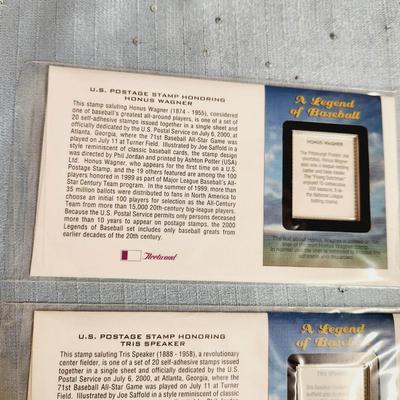 U.S. POSTAGE STAMP HONORING
HONUS WAGNER
This stamp saluting Honus Wagner (1874 - 1955), considered
one of baseball's greatest all-around players, is one of a set of
20 self-adhesive stamps issued together in a single sheet and
officially dedicated by the U.S. Postal Service on July 6, 2000, at
Atlanta, Georgia, where the 71st Baseball All-Star Game was
played on July 11 at Turner Field. Illustrated by Joe Saffold in a
style reminiscent of classic baseball cards, the stamp design
was directed by Phil Jordan and printed by Ashton Potter (USA)
Ltd. Honus Wagner, who appears for the first time on a U.S.
Postage Stamp, and the 19 others featured are among the 100
players honored in 1999 as part of Major League Baseball's All-
Star Century Team program. In the summer of 1999, more than
35 million ballots were distributed to fans in North America to
choose an initial 100 players for selection as the All-Century
Team from more than 15,000 20th-century big-league players.
Because the U.S. Postal Service permits only persons deceased
more than 10 years to appear on postage stamps, the 2000
Legends of Baseball set includes only baseball greats from
earlier decades of the 20th century.
Fleetwood
A Legend
of Baseball
HONUS WAGNER
The text about Honus Wagner is printed on
U.S. POSTAGE STAMP HONORING
TRIS SPEAKER
This stamp saluting Tris Speaker (1888 - 1958), a revolutionary
center fielder, is one of a set of 20 self-adhesive stamps issued
together in a single sheet and officially dedicated by the U.S.
Postal Service on July 6, 2000, at Atlanta, Georgia, where the
71st Baseball All-Star Game was played on July 11 at Turner
Field. Illustrated by Joe Saffold in a style reminiscent of classic
A Legend
of Baseball